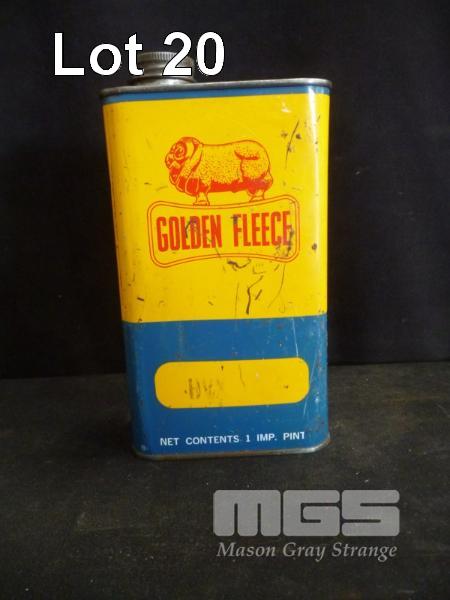 Lot 20
GOLDEN FLEECE
NET CONTENTS 1 IMP. PINT
MGS
Mason Gray Strange